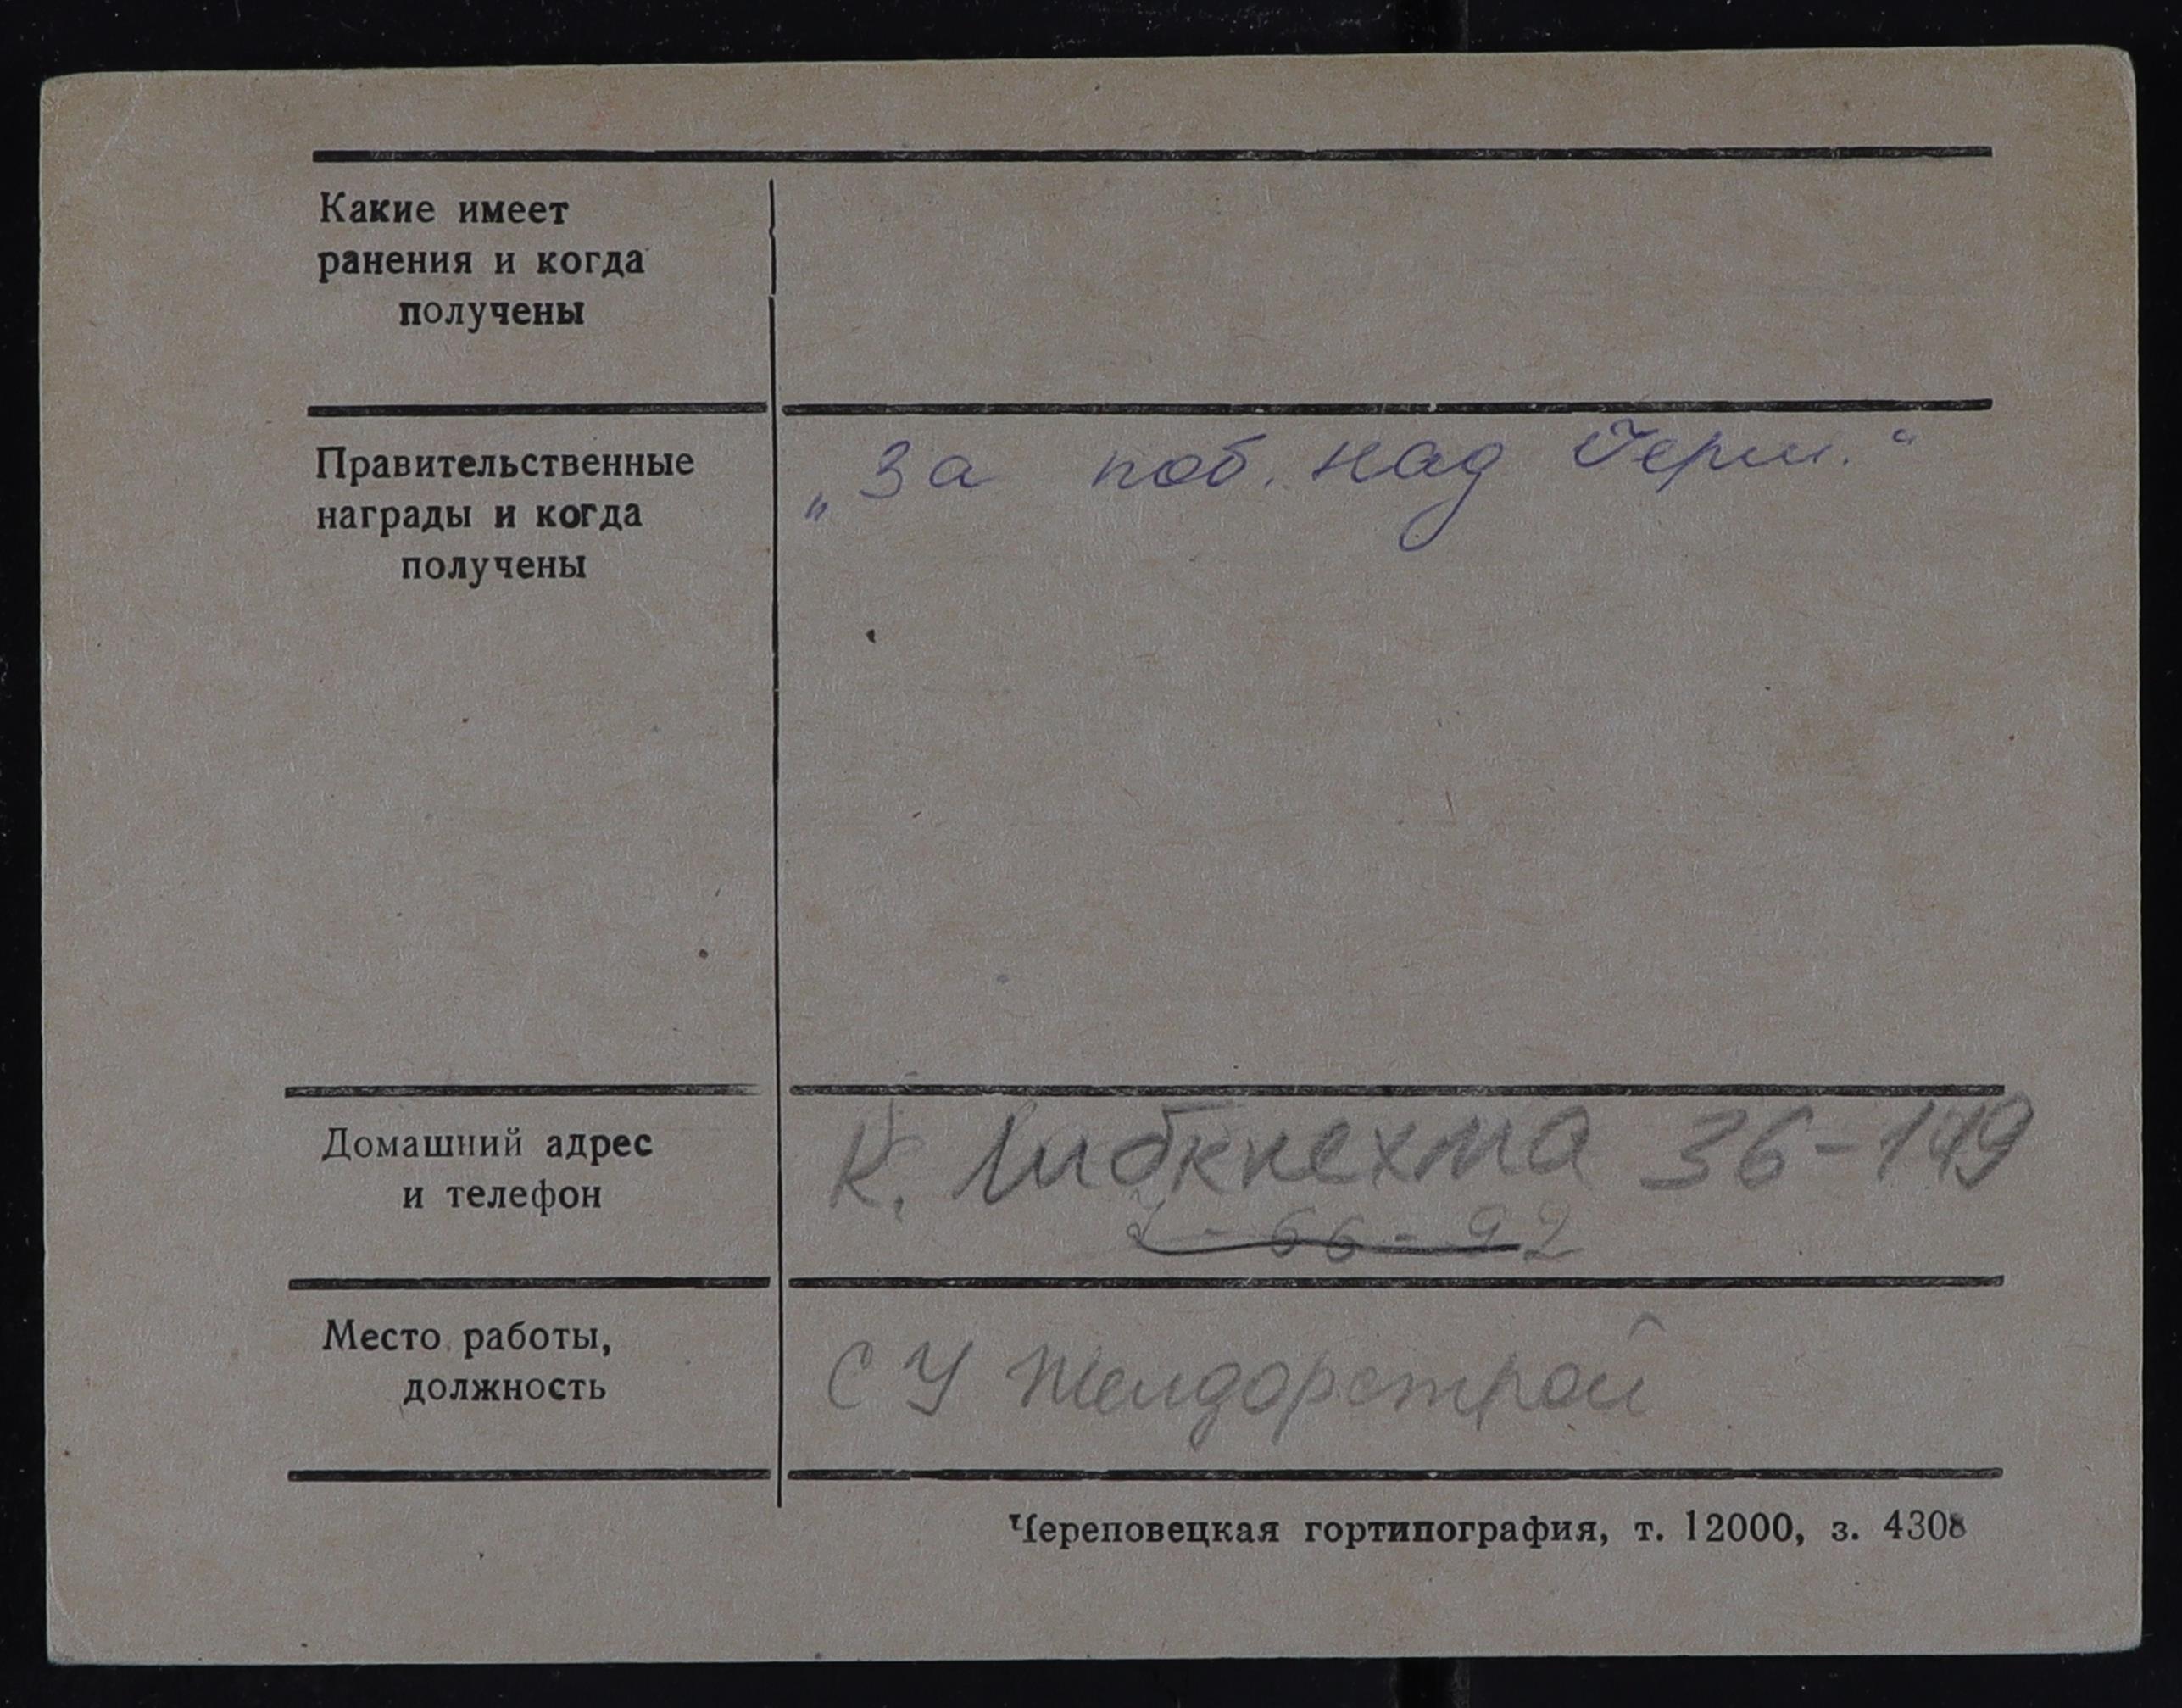 Какие имеет
ранения и когда
получены
Правительственные
награды и когда
получены
„За поб. над Герм.“
Домашний адрес
и телефон
К. Либкнехта 36-149
2-66-92
Место работы,
должность
СУ Желдорстрой
Череповецкая гортипография, т. 12000, з. 4308